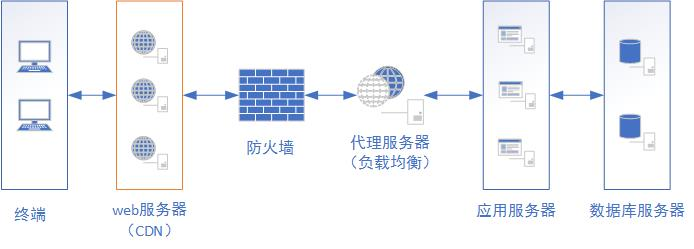 终端
web服务器
（CDN）
防火墙
代理服务器
（负载均衡）
应用服务器
数据库服务器